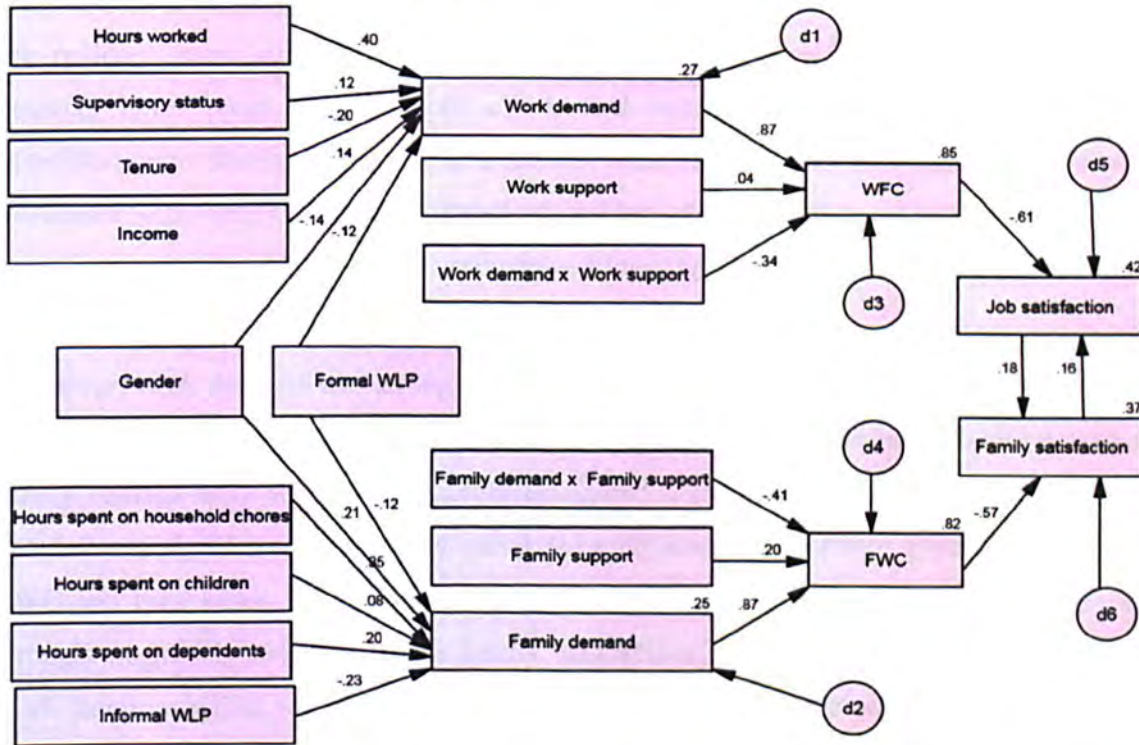 Hours worked
Supervisory status
Tenure
Income
.40
.12
-.20
.14
-.14
-.12
d1
.27
Work demand
Work support
Work demand x Work support
.87
.04
-.34
.85
WFC
d3
d5
-.61
.42
Job satisfaction
.18
.16
.37
Family satisfaction
Gender
Formal WLP
d4
Family demand x Family support
Family support
-.41
.20
.87
.82
FWC
-.57
d6
Hours spent on household chores
Hours spent on children
Hours spent on dependents
Informal WLP
-.12
.21
.25
.08
.20
-.23
.25
Family demand
d2